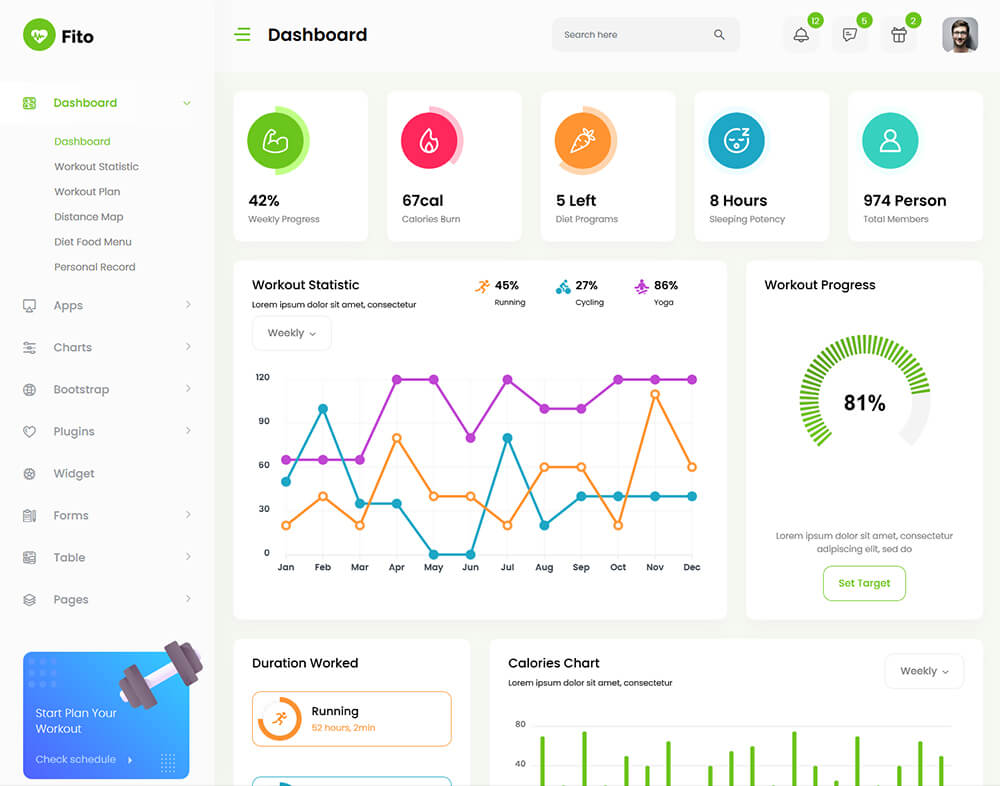 Fito
Dashboard
Search here
12
5
2
Dashboard
Dashboard
Workout Statistic
Workout Plan
Distance Map
Diet Food Menu
Personal Record
Apps
Charts
Bootstrap
Plugins
Widget
Forms
Table
Pages
Start Plan Your
Workout
Check schedule
42%
Weekly Progress
67cal
Calories Burn
5 Left
Diet Programs
8 Hours
Sleeping Potency
974 Person
Total Members
Workout Statistic
Lorem ipsum dolor sit amet, consectetur
Weekly
45%
Running
27%
Cycling
86%
Yoga
120
90
60
30
0
Jan Feb Mar Apr May Jun Jul Aug Sep Oct Nov Dec
Workout Progress
81%
Lorem ipsum dolor sit amet, consectetur
adipiscing elit, sed do
Set Target
Duration Worked
Running
52 hours, 2min
Calories Chart
Lorem ipsum dolor sit amet, consectetur
Weekly
80
40